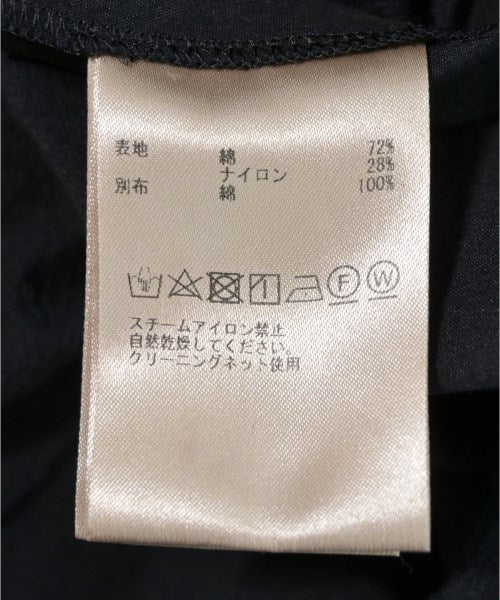 表地 綿 72%
ナイロン 28%
別布 綿 100%
F W
スチームアイロン禁止
自然乾燥してください。
クリーニングネット使用